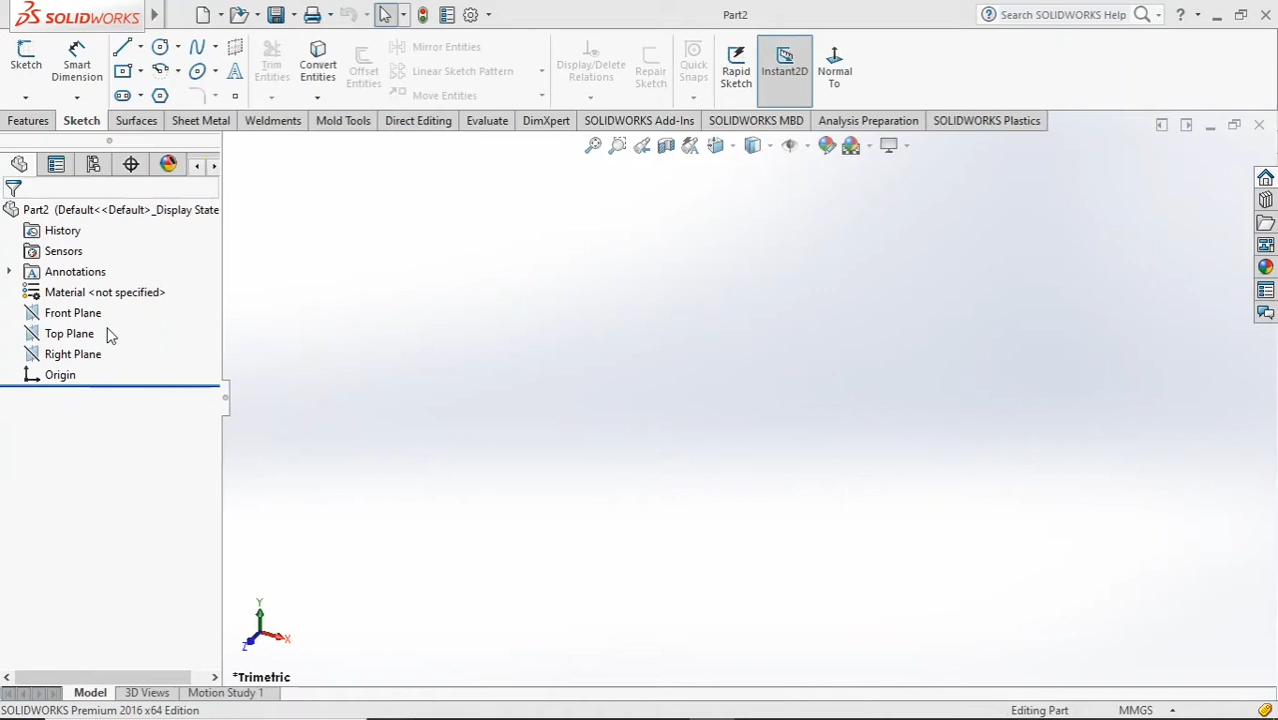 SOLIDWORKS
Part2
Search SOLIDWORKS Help
?
Sketch
Smart Dimension
Trim Entities
Convert Entities
Offset Entities
Mirror Entities
Linear Sketch Pattern
Move Entities
Display/Delete Relations
Repair Sketch
Quick Snaps
Rapid Sketch
Instant2D
Normal To
Features Sketch Surfaces Sheet Metal Weldments Mold Tools Direct Editing Evaluate DimXpert SOLIDWORKS Add-Ins SOLIDWORKS MBD Analysis Preparation SOLIDWORKS Plastics
Part2 (Default<<Default>_Display State
History
Sensors
Annotations
Material <not specified>
Front Plane
Top Plane
Right Plane
Origin
Y
X
Z
*Trimetric
Model 3D Views Motion Study 1
SOLIDWORKS Premium 2016 x64 Edition
Editing Part
MMGS